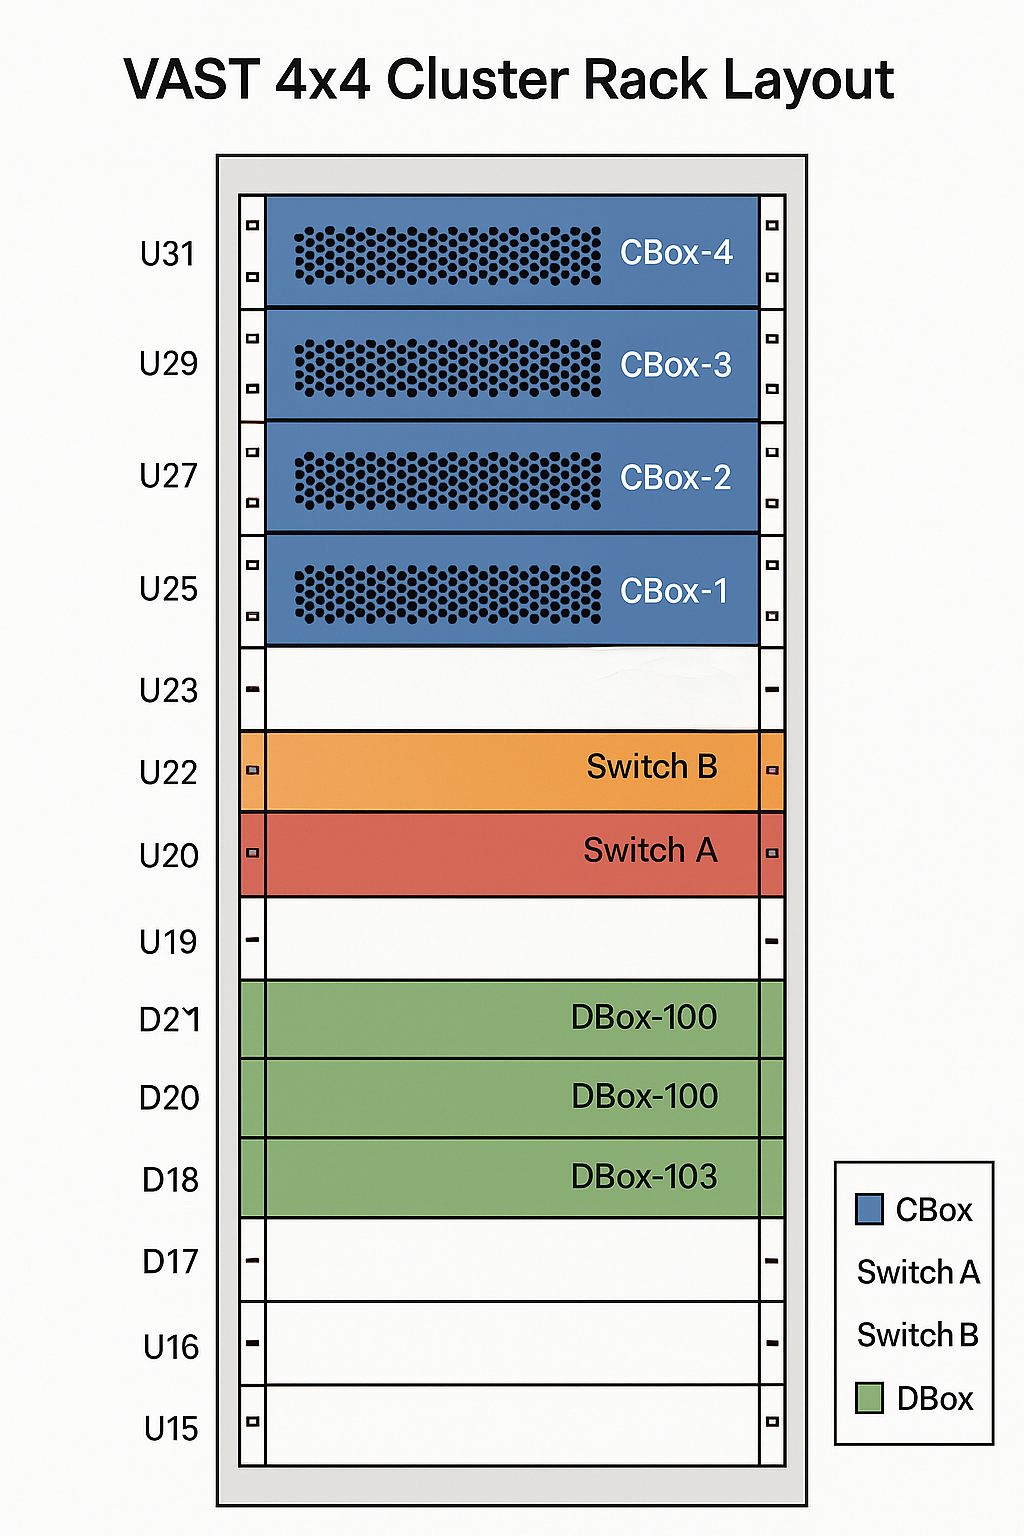 VAST 4x4 Cluster Rack Layout
U31 CBox-4
U29 CBox-3
U27 CBox-2
U25 CBox-1
U23
U22 Switch B
U20 Switch A
U19
D21 DBox-100
D20 DBox-100
D18 DBox-103
D17
U16
U15
CBox
Switch A
Switch B
DBox